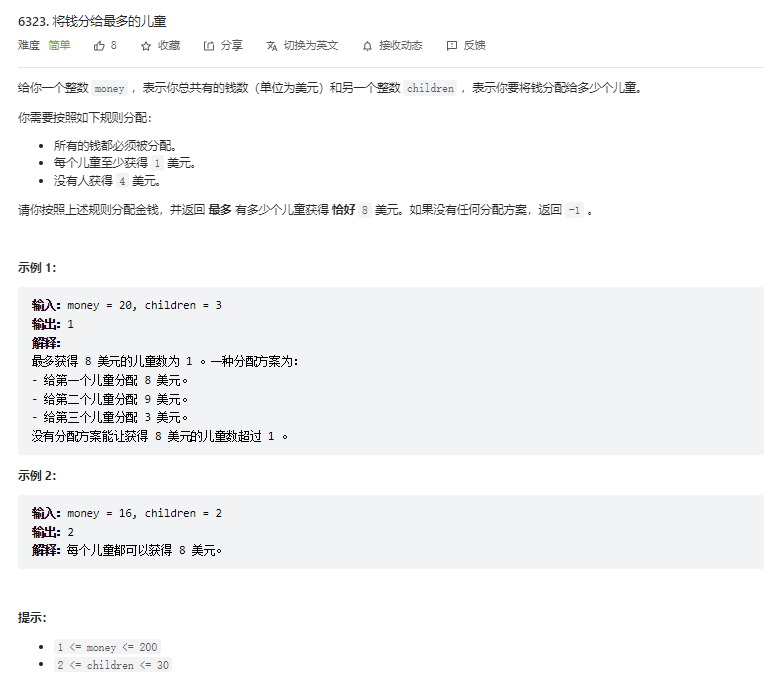 6323. 将钱分给最多的儿童
难度 简单 8 收藏 分享 切换为英文 接收动态 反馈
给你一个整数 money ，表示你总共有的钱数（单位为美元）和另一个整数 children ，表示你要将钱分配给多少个儿童。
你需要按照如下规则分配：
• 所有的钱都必须被分配。
• 每个儿童至少获得 1 美元。
• 没有人获得 4 美元。
请你按照上述规则分配金钱，并返回 最多 有多少个儿童获得 恰好 8 美元。如果没有任何分配方案，返回 -1 。
示例 1：
输入：money = 20, children = 3
输出：1
解释：
最多获得 8 美元的儿童数为 1 。一种分配方案为：
- 给第一个儿童分配 8 美元。
- 给第二个儿童分配 9 美元。
- 给第三个儿童分配 3 美元。
没有分配方案能让获得 8 美元的儿童数超过 1 。
示例 2：
输入：money = 16, children = 2
输出：2
解释：每个儿童都可以获得 8 美元。
提示：
• 1 <= money <= 200
• 2 <= children <= 30